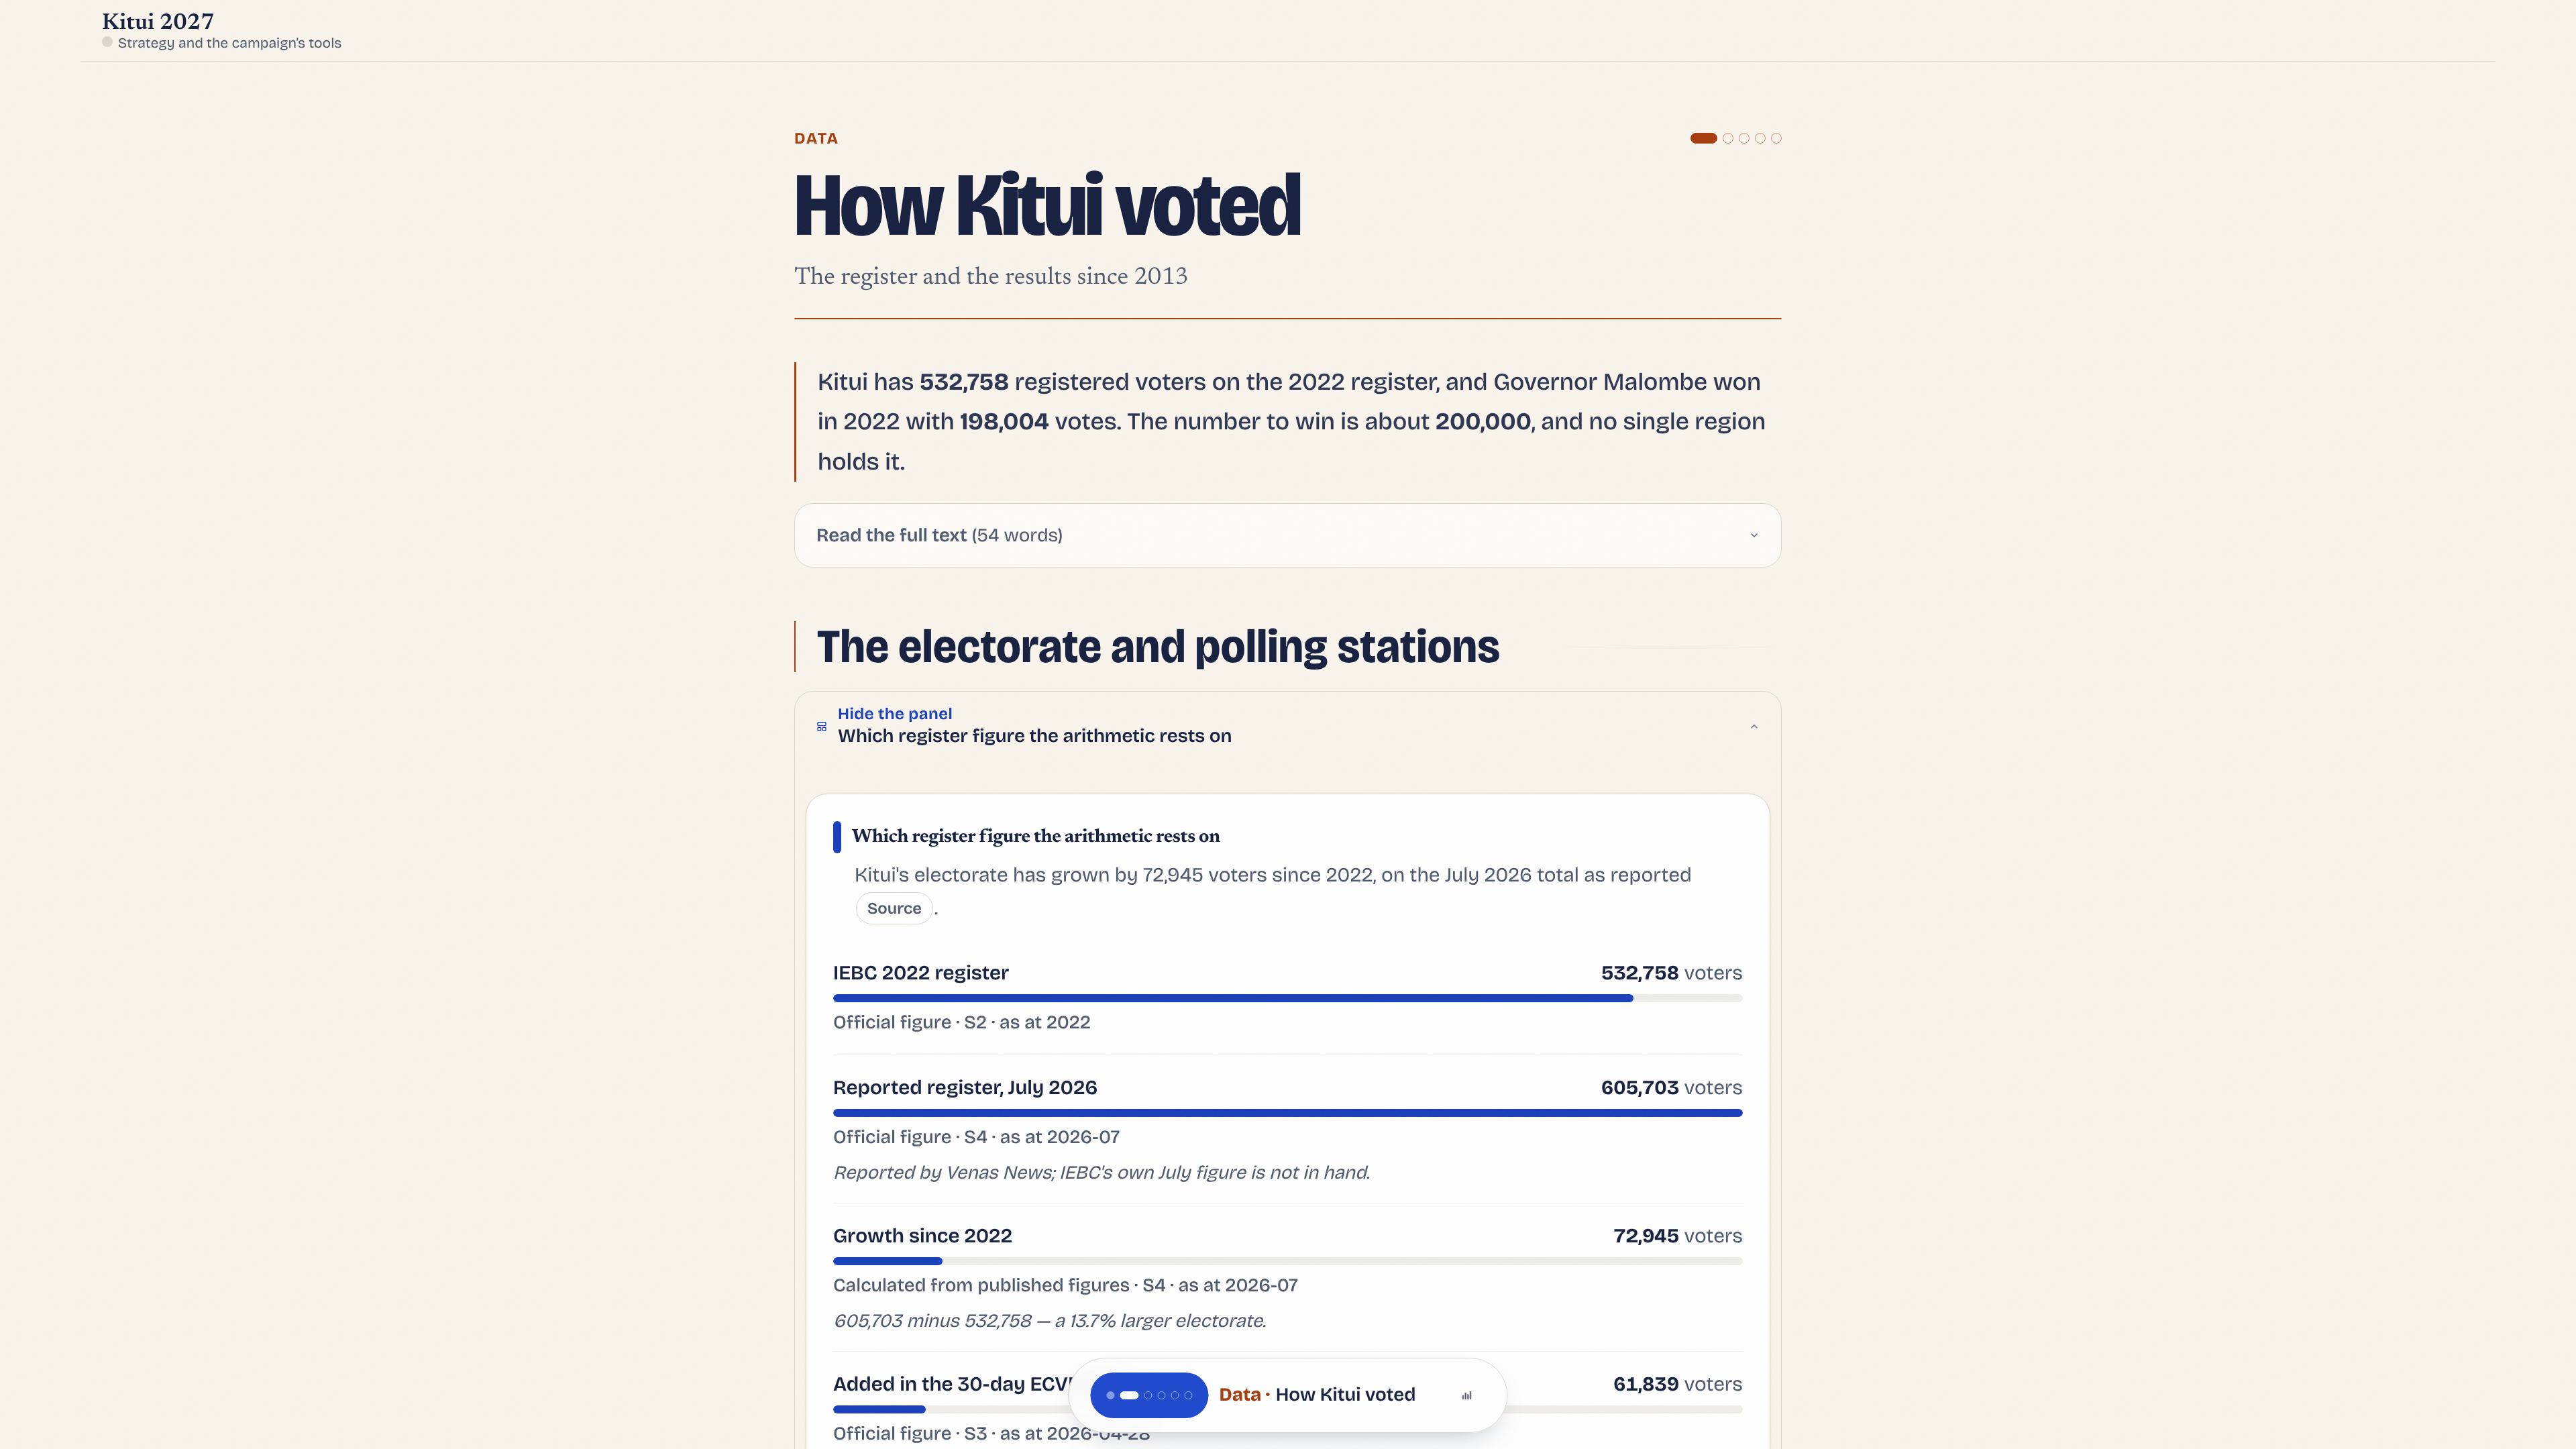 Kitui 2027
Strategy and the campaign's tools
DATA
How Kitui voted
The register and the results since 2013
Kitui has 532,758 registered voters on the 2022 register, and Governor Malombe won
in 2022 with 198,004 votes. The number to win is about 200,000, and no single region
holds it.
Read the full text (54 words)
The electorate and polling stations
Hide the panel
Which register figure the arithmetic rests on
Which register figure the arithmetic rests on
Kitui's electorate has grown by 72,945 voters since 2022, on the July 2026 total as reported
Source .
IEBC 2022 register 532,758 voters
Official figure · S2 · as at 2022
Reported register, July 2026 605,703 voters
Official figure · S4 · as at 2026-07
Reported by Venas News; IEBC's own July figure is not in hand.
Growth since 2022 72,945 voters
Calculated from published figures · S4 · as at 2026-07
605,703 minus 532,758 — a 13.7% larger electorate.
Added in the 30-day 61,839 voters
Data · How Kitui voted
Official figure · S3 · as at 2026-04-28